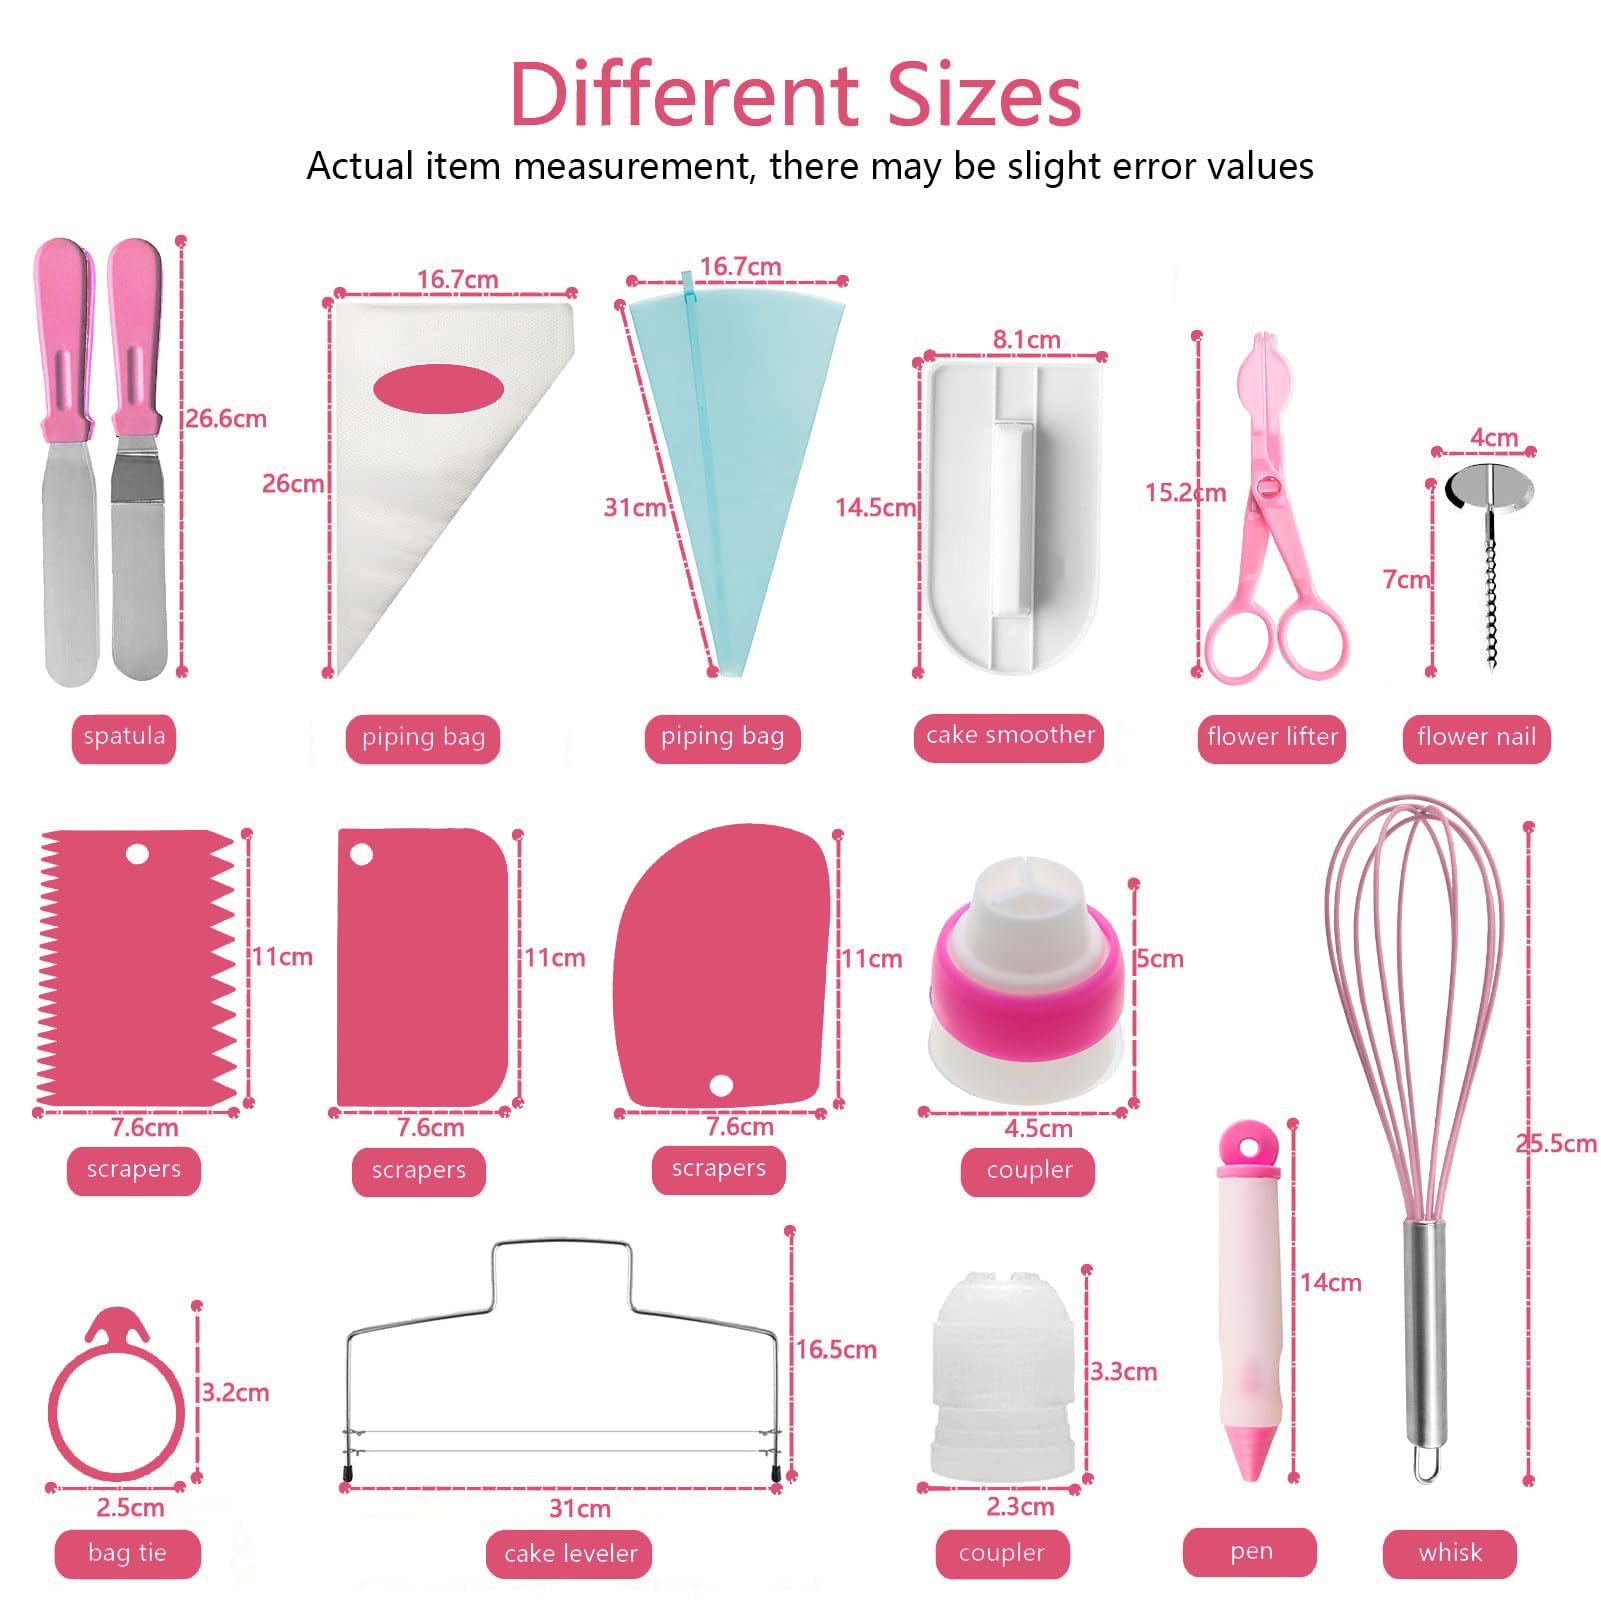 Different Sizes
Actual item measurement, there may be slight error values
26.6cm
spatula
16.7cm
26cm
piping bag
16.7cm
31cm
piping bag
8.1cm
14.5cm
cake smoother
15.2cm
flower lifter
4cm
7cm
flower nail
11cm
7.6cm
scrapers
11cm
7.6cm
scrapers
11cm
7.6cm
scrapers
5cm
4.5cm
coupler
3.2cm
2.5cm
bag tie
16.5cm
31cm
cake leveler
3.3cm
2.3cm
coupler
14cm
pen
25.5cm
whisk